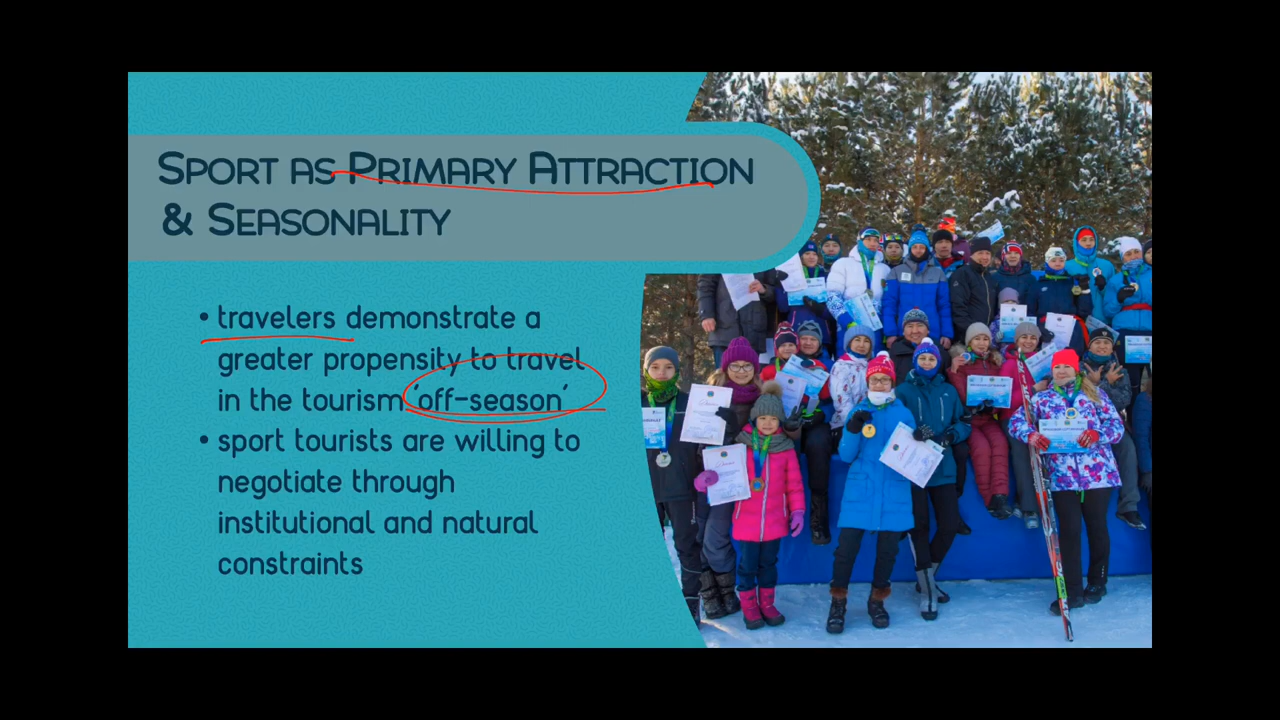 SPORT AS PRIMARY ATTRACTION
& SEASONALITY
• travelers demonstrate a
greater propensity to travel
in the tourism 'off-season'
• sport tourists are willing to
negotiate through
institutional and natural
constraints